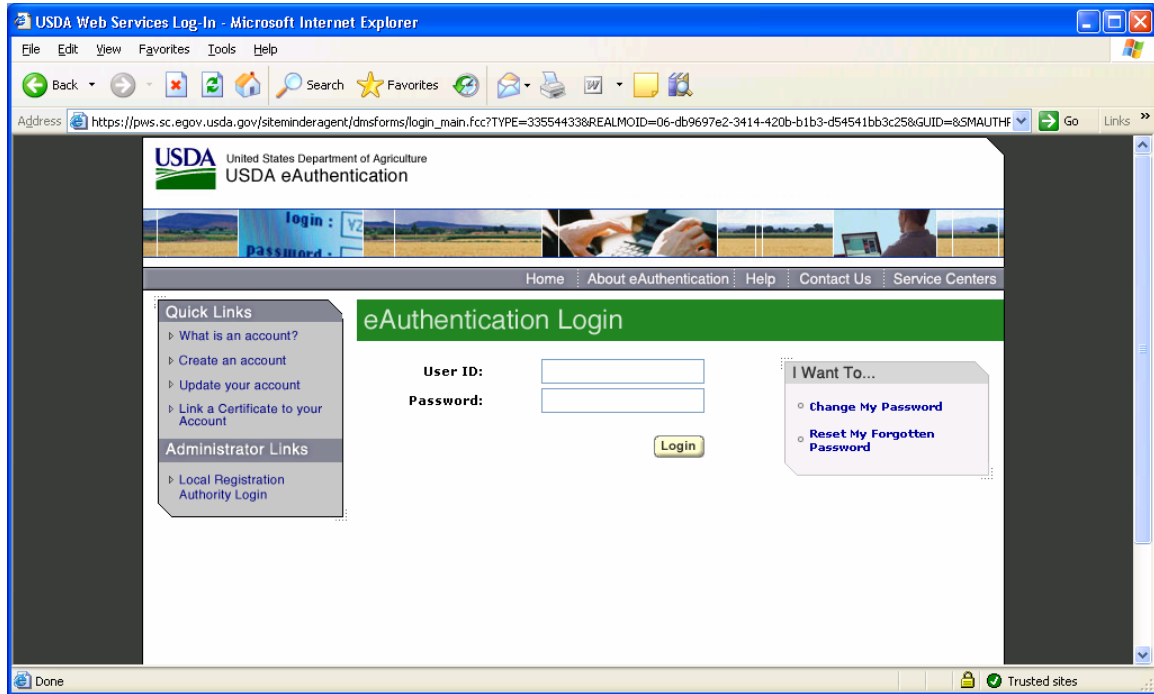 USDA Web Services Log-In - Microsoft Internet Explorer
File Edit View Favorites Tools Help
Back Search Favorites
Address https://pws.sc.egov.usda.gov/siteminderagent/dmsforms/login_main.fcc?TYPE=33554433&REALMOID=06-db9697e2-3414-420b-b1b3-d54541bb3c25&GUID=&SMAUTHF Go Links »
USDA United States Department of Agriculture
USDA eAuthentication
login :
password :
Home About eAuthentication Help Contact Us Service Centers
Quick Links
What is an account?
Create an account
Update your account
Link a Certificate to your
Account
Administrator Links
Local Registration
Authority Login
eAuthentication Login
User ID:
Password:
Login
I Want To...
Change My Password
Reset My Forgotten
Password
Done Trusted sites